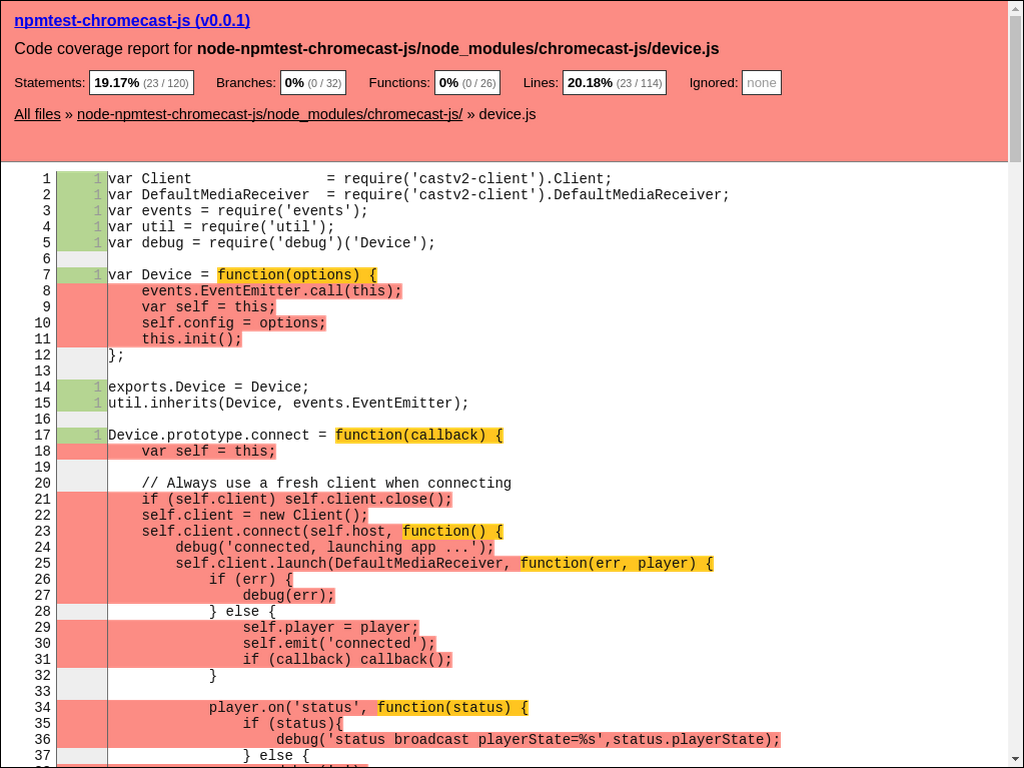 npmtest-chromecast-js (v0.0.1)
Code coverage report for node-npmtest-chromecast-js/node_modules/chromecast-js/device.js
Statements: 19.17% (23 / 120) Branches: 0% (0 / 32) Functions: 0% (0 / 26) Lines: 20.18% (23 / 114) Ignored: none
All files » node-npmtest-chromecast-js/node_modules/chromecast-js/ » device.js
1 1 var Client                = require('castv2-client').Client;
2 1 var DefaultMediaReceiver  = require('castv2-client').DefaultMediaReceiver;
3 1 var events = require('events');
4 1 var util = require('util');
5 1 var debug = require('debug')('Device');
6
7 1 var Device = function(options) {
8     events.EventEmitter.call(this);
9     var self = this;
10     self.config = options;
11     this.init();
12 };
13
14 1 exports.Device = Device;
15 1 util.inherits(Device, events.EventEmitter);
16
17 1 Device.prototype.connect = function(callback) {
18     var self = this;
19
20     // Always use a fresh client when connecting
21     if (self.client) self.client.close();
22     self.client = new Client();
23     self.client.connect(self.host, function() {
24         debug('connected, launching app ...');
25         self.client.launch(DefaultMediaReceiver, function(err, player) {
26             if (err) {
27                 debug(err);
28             } else {
29                 self.player = player;
30                 self.emit('connected');
31                 if (callback) callback();
32             }
33
34             player.on('status', function(status) {
35                 if (status){
36                     debug('status broadcast playerState=%s',status.playerState);
37                 } else {